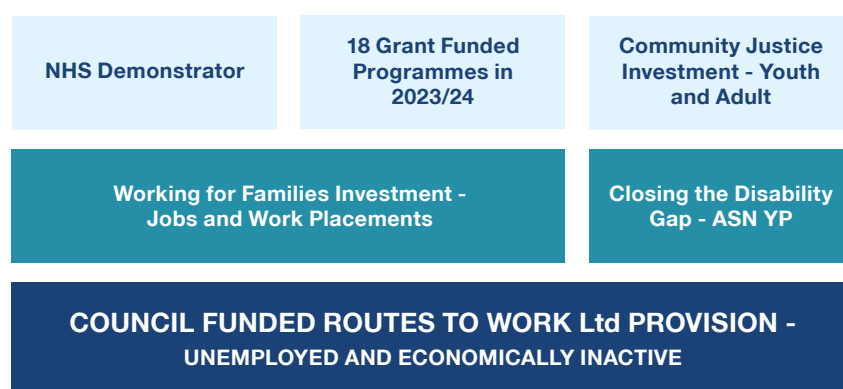 NHS Demonstrator
18 Grant Funded
Programmes in
2023/24
Community Justice
Investment - Youth
and Adult
Working for Families Investment -
Jobs and Work Placements
Closing the Disability
Gap - ASN YP
COUNCIL FUNDED ROUTES TO WORK Ltd PROVISION -
UNEMPLOYED AND ECONOMICALLY INACTIVE